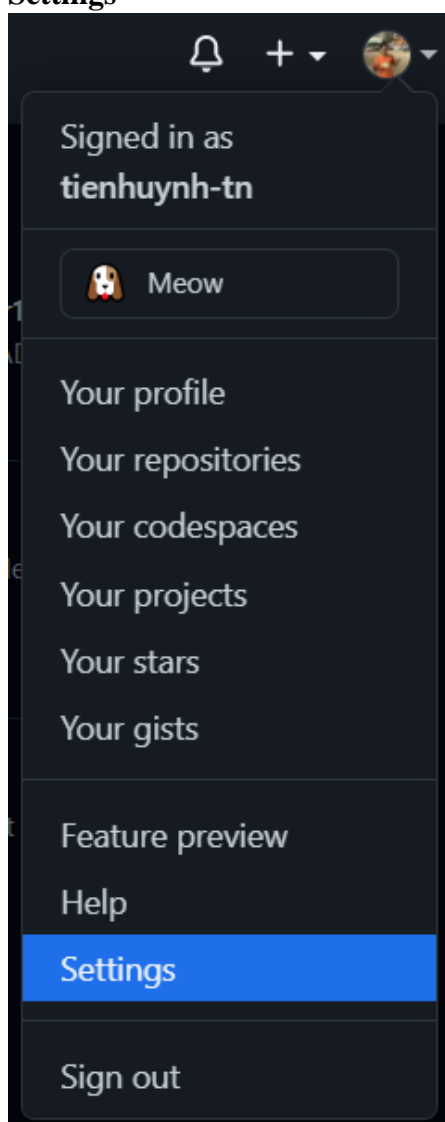 Settings
Signed in as
tienhuynh-tn
Meow
Your profile
Your repositories
Your codespaces
Your projects
Your stars
Your gists
Feature preview
Help
Settings
Sign out